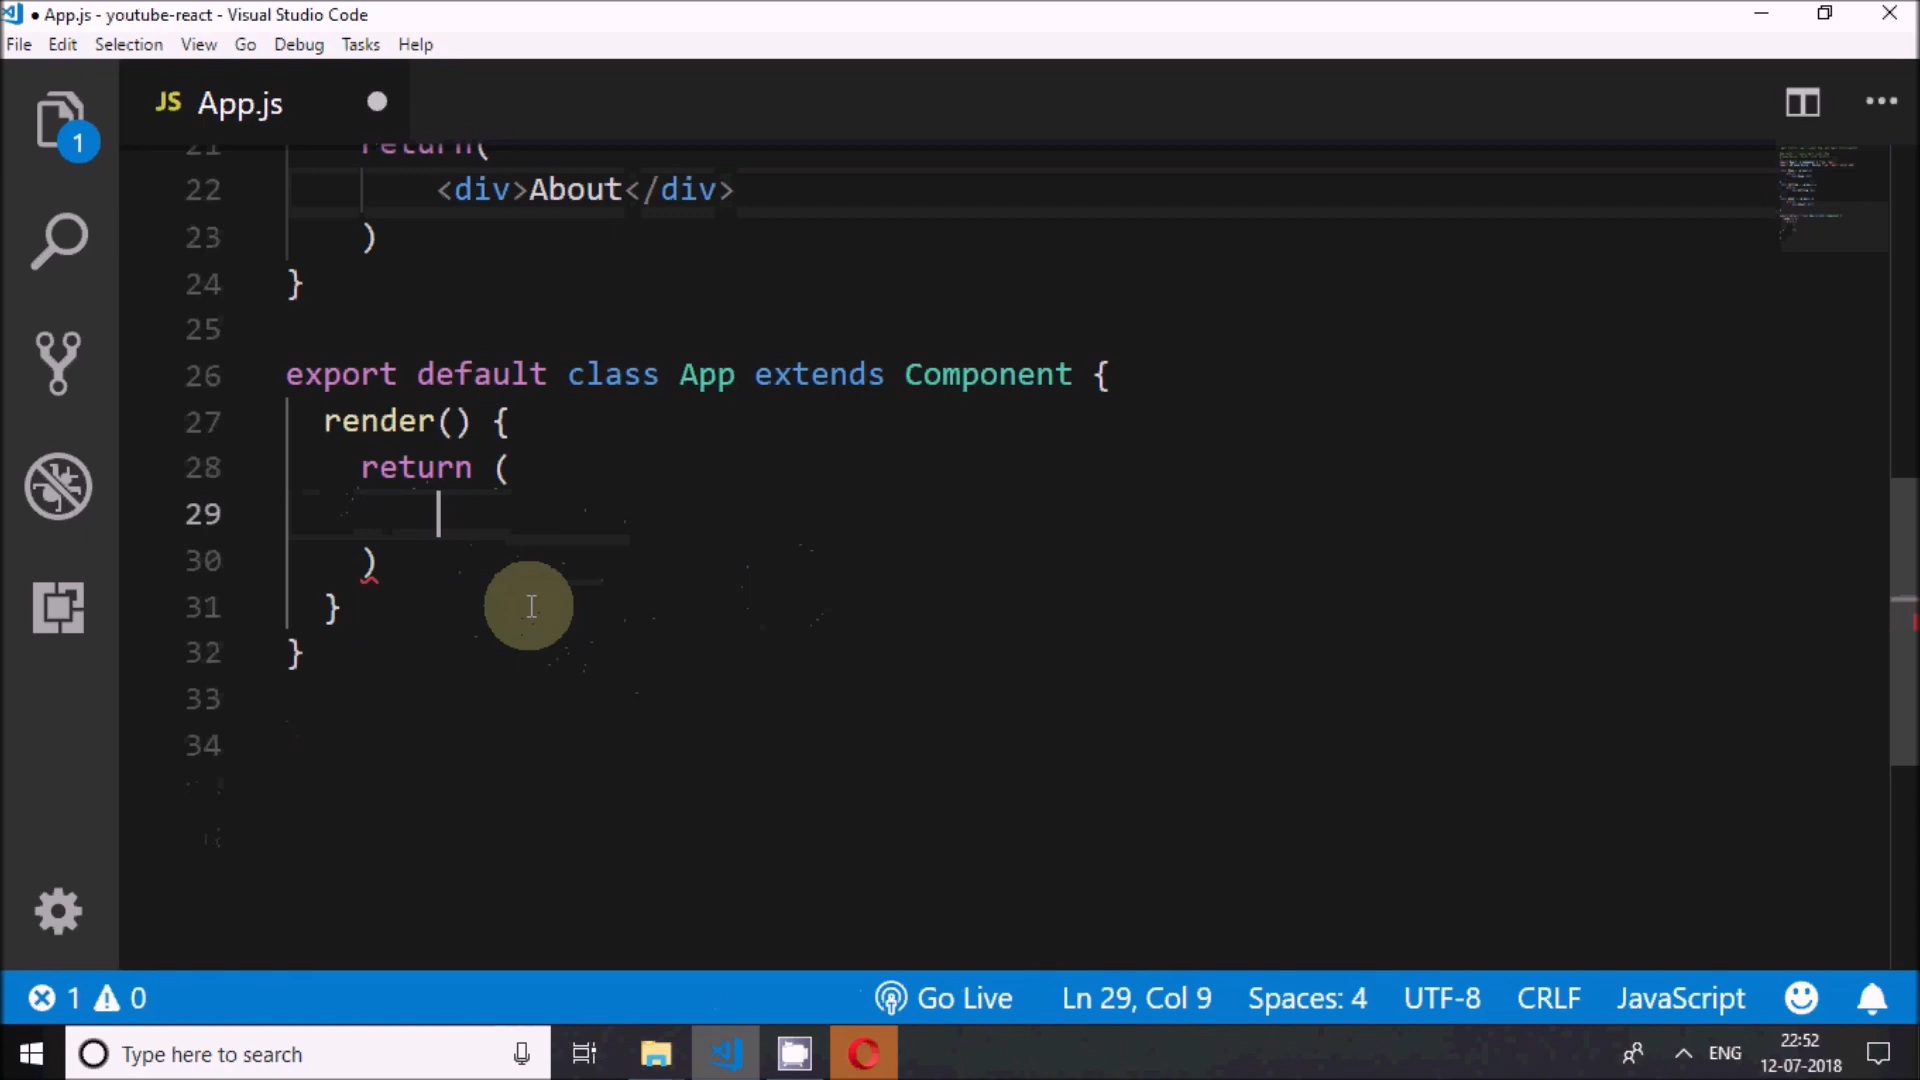 App.js - youtube-react - Visual Studio Code
File Edit Selection View Go Debug Tasks Help
1
JS App.js
21 return(
22 <div>About</div>
23 )
24 }
25
26 export default class App extends Component {
27 render() {
28 return (
29
30 )
31 }
32 }
33
34
1 0 Go Live Ln 29, Col 9 Spaces: 4 UTF-8 CRLF JavaScript
Type here to search ENG 22:52
12-07-2018